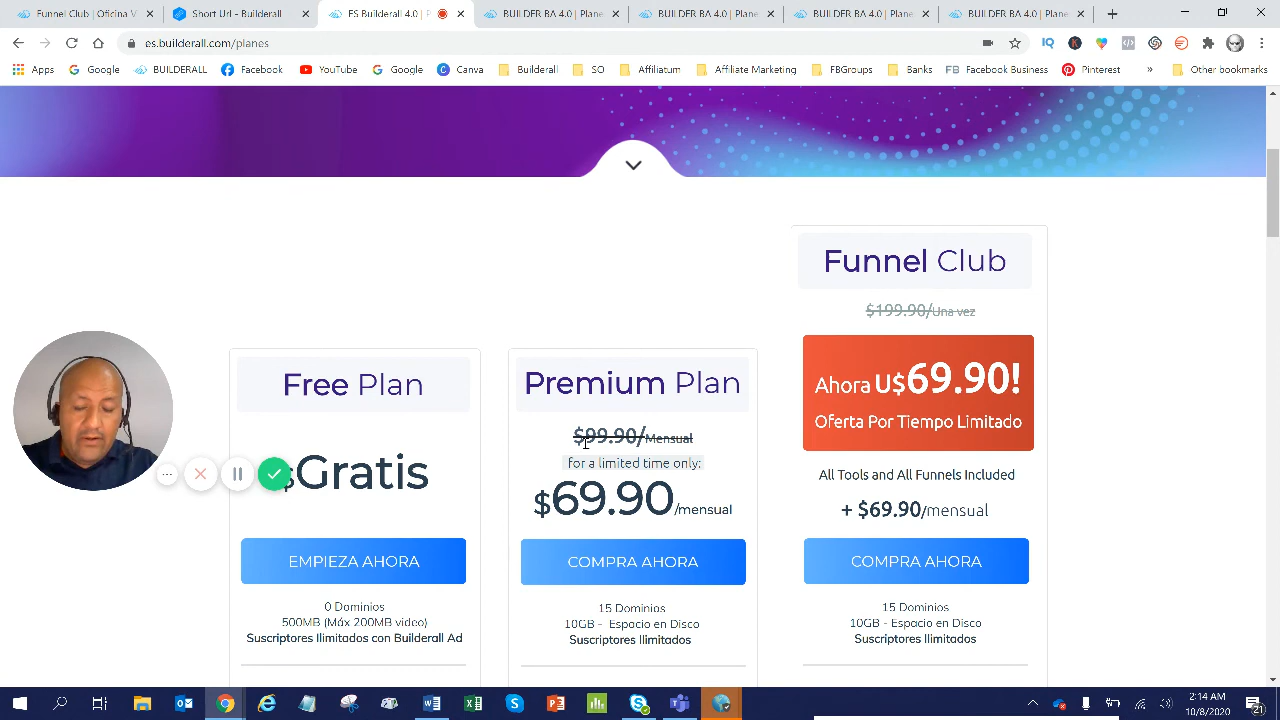 Funnel Club | Oficina V
Short Url - Builderall
ES Builderall 4.0 | P
BUILDER BA 4.0 | Plane
BUILDER BA 4.0 | Plane
BUILDER BA 4.0 | Plane
BUILDER BA 4.0 | Plane
es.builderall.com/planes
Apps
Google
BUILDERALL
Facebook
YouTube
Google
Canva
Builderall
SO
Affiliatum
Affiliate Marketing
FBGroups
Bank
Facebook Business
Pinterest
»
Other bookmarks
Funnel Club
$199.90/Una vez
Ahora U$69.90!
Oferta Por Tiempo Limitado
All Tools and All Funnels Included
+ $69.90/mensual
COMPRA AHORA
15 Dominios
10GB - Espacio en Disco
Suscriptores Ilimitados
Free Plan
$Gratis
EMPIEZA AHORA
0 Dominios
500MB (Máx 200MB video)
Suscriptores Ilimitados con Builderall Ad
Premium Plan
$99.90/Mensual
for a limited time only:
$69.90/mensual
COMPRA AHORA
15 Dominios
10GB - Espacio en Disco
Suscriptores Ilimitados
2:14 AM
10/8/2020
21